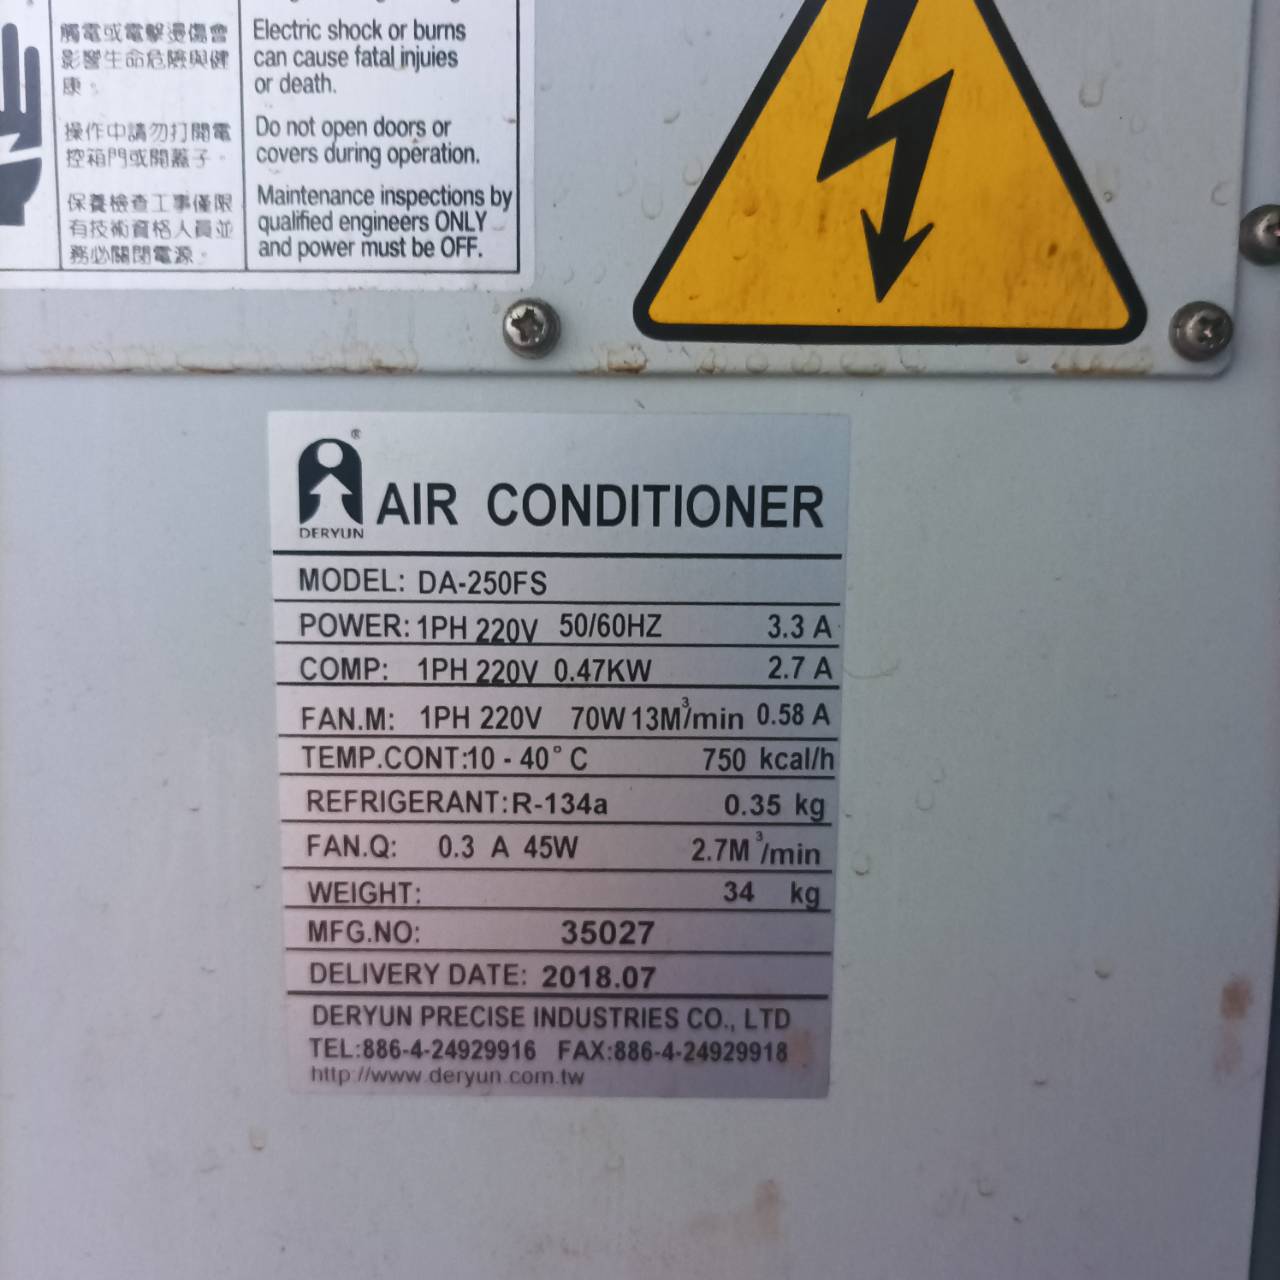 觸電或電擊燙傷會
影響生命危險與健
康。
Electric shock or burns
can cause fatal injuies
or death.
操作中請勿打開電
控箱門或開蓋子。
Do not open doors or
covers during operation.
保養檢查工事僅限
有技術資格人員並
務必關閉電源。
Maintenance inspections by
qualified engineers ONLY
and power must be OFF.
®
DERYUN
AIR CONDITIONER
MODEL: DA-250FS
POWER: 1PH 220V 50/60HZ 3.3 A
COMP: 1PH 220V 0.47KW 2.7 A
FAN.M: 1PH 220V 70W 13M³/min 0.58 A
TEMP.CONT:10 - 40°C 750 kcal/h
REFRIGERANT:R-134a 0.35 kg
FAN.Q: 0.3 A 45W 2.7M³/min
WEIGHT: 34 kg
MFG.NO: 35027
DELIVERY DATE: 2018.07
DERYUN PRECISE INDUSTRIES CO., LTD
TEL:886-4-24929916 FAX:886-4-24929918
http://www.deryun.com.tw